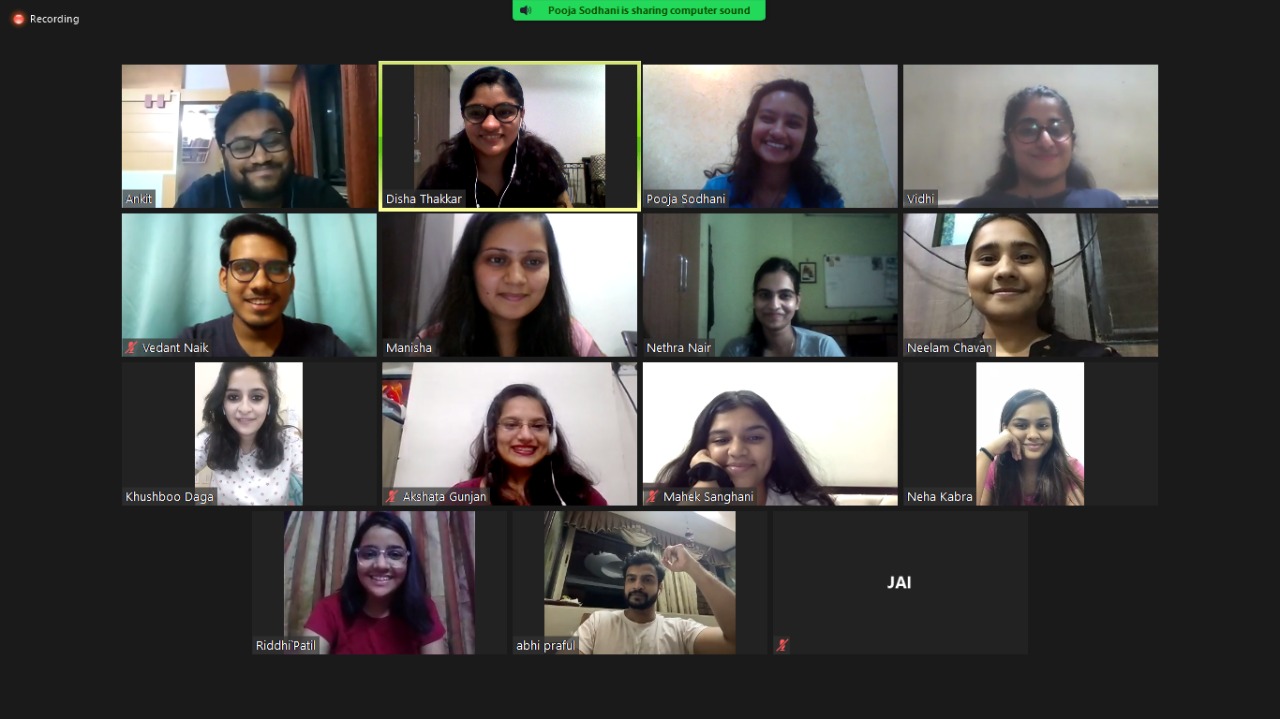 Recording
Pooja Sodhani is sharing computer sound
Ankit
Disha Thakkar
Pooja Sodhani
Vidhi
Vedant Naik
Manisha
Nethra Nair
Neelam Chavan
Khushboo Daga
Akshata Gunjan
Mahek Sanghani
Neha Kabra
Riddhi Patil
abhi praful
JAI